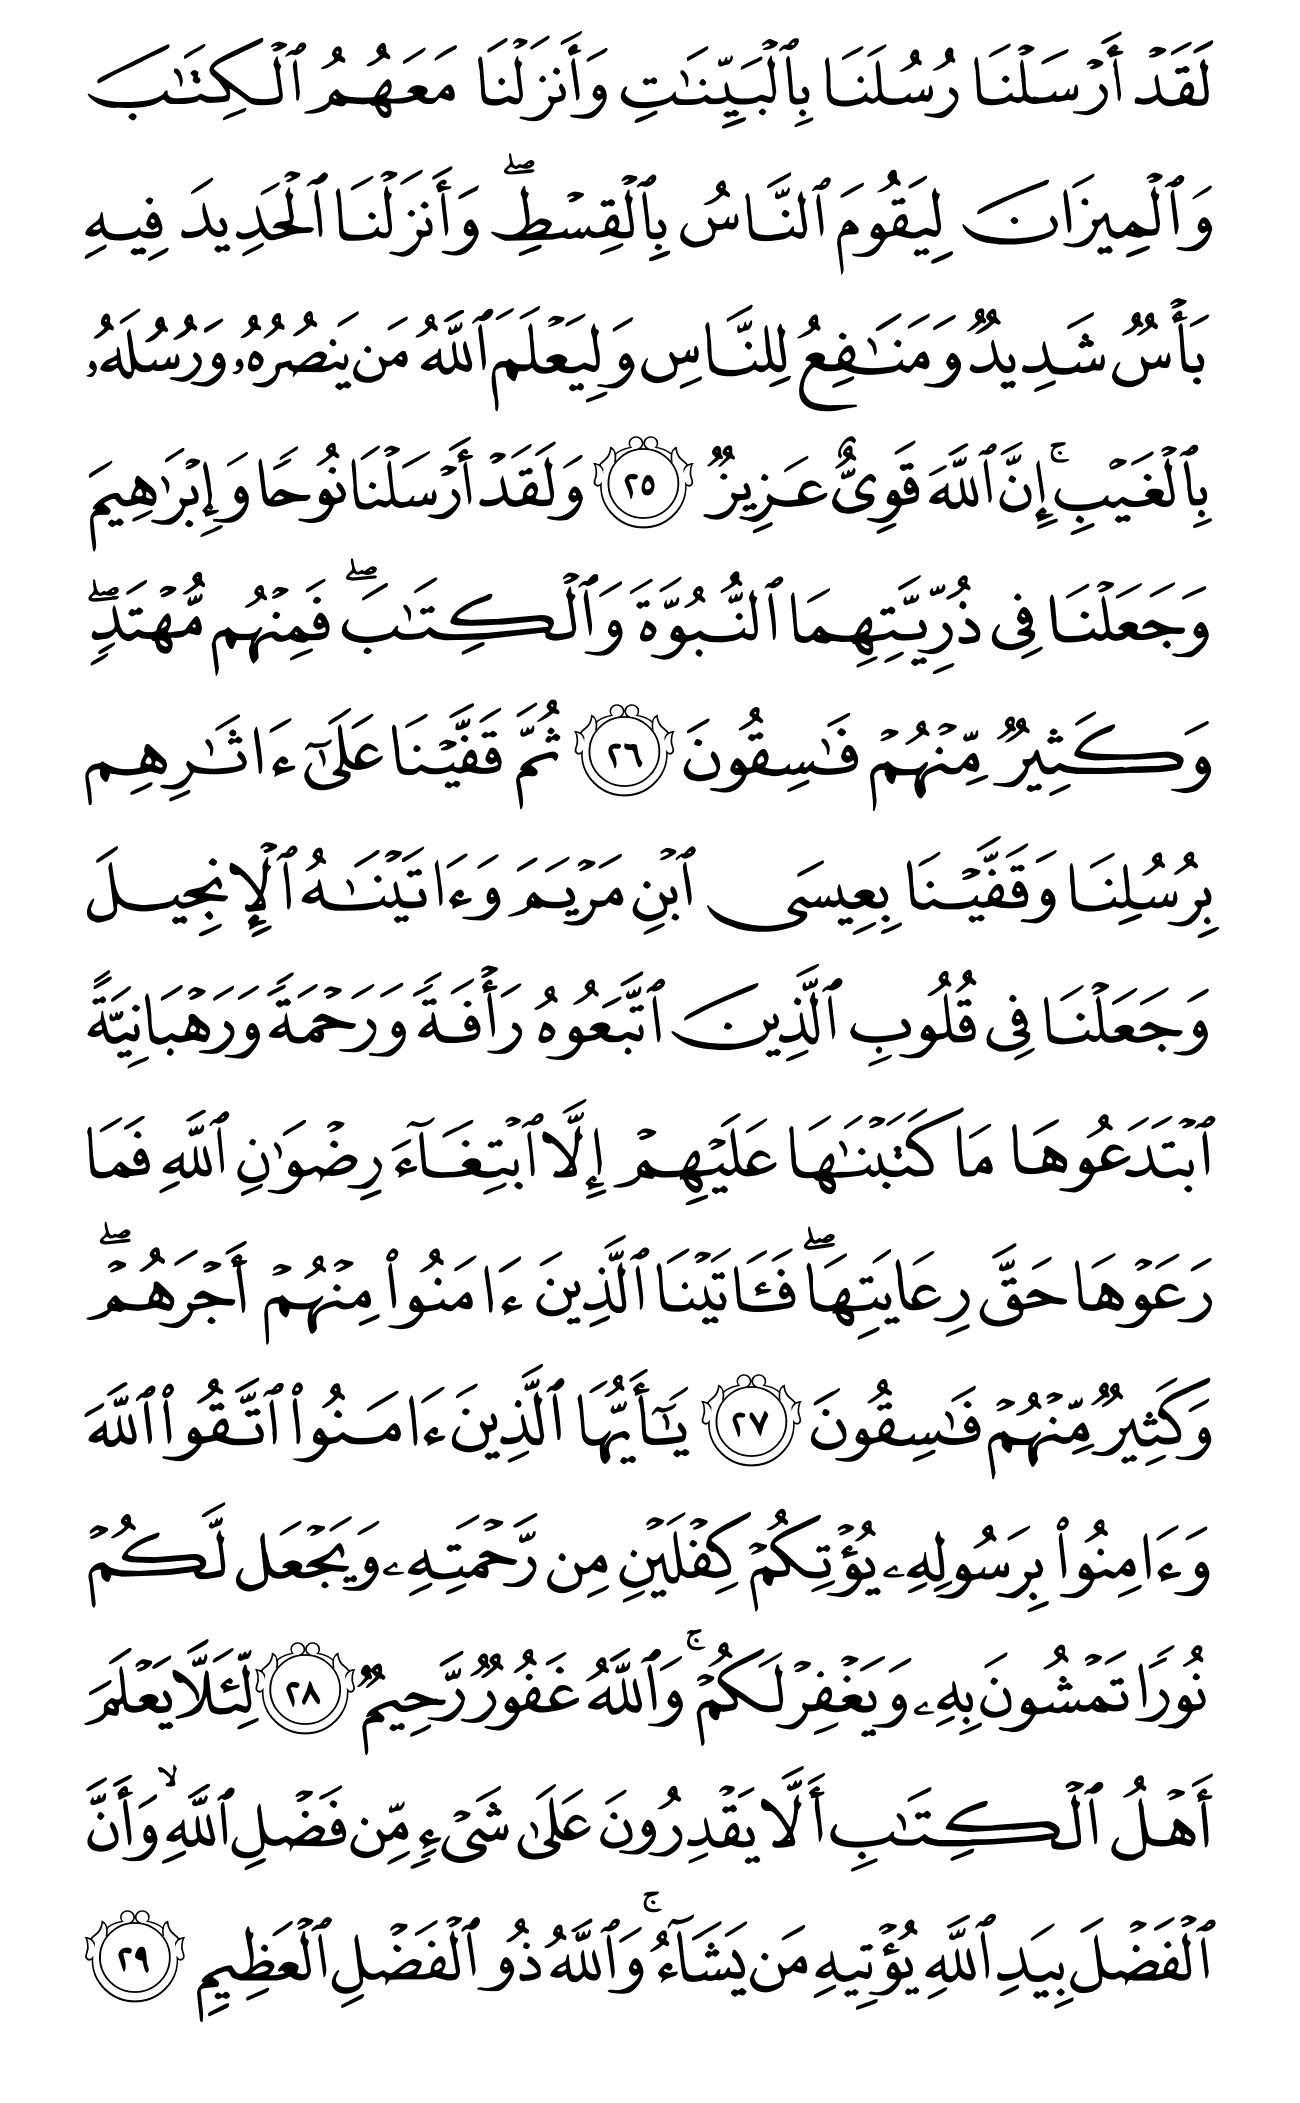 لَقَدۡ أَرۡسَلۡنَا رُسُلَنَا بِٱلۡبَيِّنَٰتِ وَأَنزَلۡنَا مَعَهُمُ ٱلۡكِتَٰبَ
وَٱلۡمِيزَانَ لِيَقُومَ ٱلنَّاسُ بِٱلۡقِسۡطِۖ وَأَنزَلۡنَا ٱلۡحَدِيدَ فِيهِ
بَأۡسٞ شَدِيدٞ وَمَنَٰفِعُ لِلنَّاسِ وَلِيَعۡلَمَ ٱللَّهُ مَن يَنصُرُهُۥ وَرُسُلَهُۥ
بِٱلۡغَيۡبِۚ إِنَّ ٱللَّهَ قَوِيٌّ عَزِيزٞ ٢٥ وَلَقَدۡ أَرۡسَلۡنَا نُوحٗا وَإِبۡرَٰهِيمَ
وَجَعَلۡنَا فِي ذُرِّيَّتِهِمَا ٱلنُّبُوَّةَ وَٱلۡكِتَٰبَۖ فَمِنۡهُم مُّهۡتَدٖۖ
وَكَثِيرٞ مِّنۡهُمۡ فَٰسِقُونَ ٢٦ ثُمَّ قَفَّيۡنَا عَلَىٰٓ ءَاثَٰرِهِم
بِرُسُلِنَا وَقَفَّيۡنَا بِعِيسَى ٱبۡنِ مَرۡيَمَ وَءَاتَيۡنَٰهُ ٱلۡإِنجِيلَ
وَجَعَلۡنَا فِي قُلُوبِ ٱلَّذِينَ ٱتَّبَعُوهُ رَأۡفَةٗ وَرَحۡمَةٗ وَرَهۡبَانِيَّةً
ٱبۡتَدَعُوهَا مَا كَتَبۡنَٰهَا عَلَيۡهِمۡ إِلَّا ٱبۡتِغَآءَ رِضۡوَٰنِ ٱللَّهِ فَمَا
رَعَوۡهَا حَقَّ رِعَايَتِهَاۖ فَـَٔاتَيۡنَا ٱلَّذِينَ ءَامَنُواْ مِنۡهُمۡ أَجۡرَهُمۡۖ
وَكَثِيرٞ مِّنۡهُمۡ فَٰسِقُونَ ٢٧ يَٰٓأَيُّهَا ٱلَّذِينَ ءَامَنُواْ ٱتَّقُواْ ٱللَّهَ
وَءَامِنُواْ بِرَسُولِهِۦ يُؤۡتِكُمۡ كِفۡلَيۡنِ مِن رَّحۡمَتِهِۦ وَيَجۡعَل لَّكُمۡ
نُورٗا تَمۡشُونَ بِهِۦ وَيَغۡفِرۡ لَكُمۡۚ وَٱللَّهُ غَفُورٞ رَّحِيمٞ ٢٨ لِّئَلَّا يَعۡلَمَ
أَهۡلُ ٱلۡكِتَٰبِ أَلَّا يَقۡدِرُونَ عَلَىٰ شَيۡءٖ مِّن فَضۡلِ ٱللَّهِۙ وَأَنَّ
ٱلۡفَضۡلَ بِيَدِ ٱللَّهِ يُؤۡتِيهِ مَن يَشَآءُۚ وَٱللَّهُ ذُو ٱلۡفَضۡلِ ٱلۡعَظِيمِ ٢٩